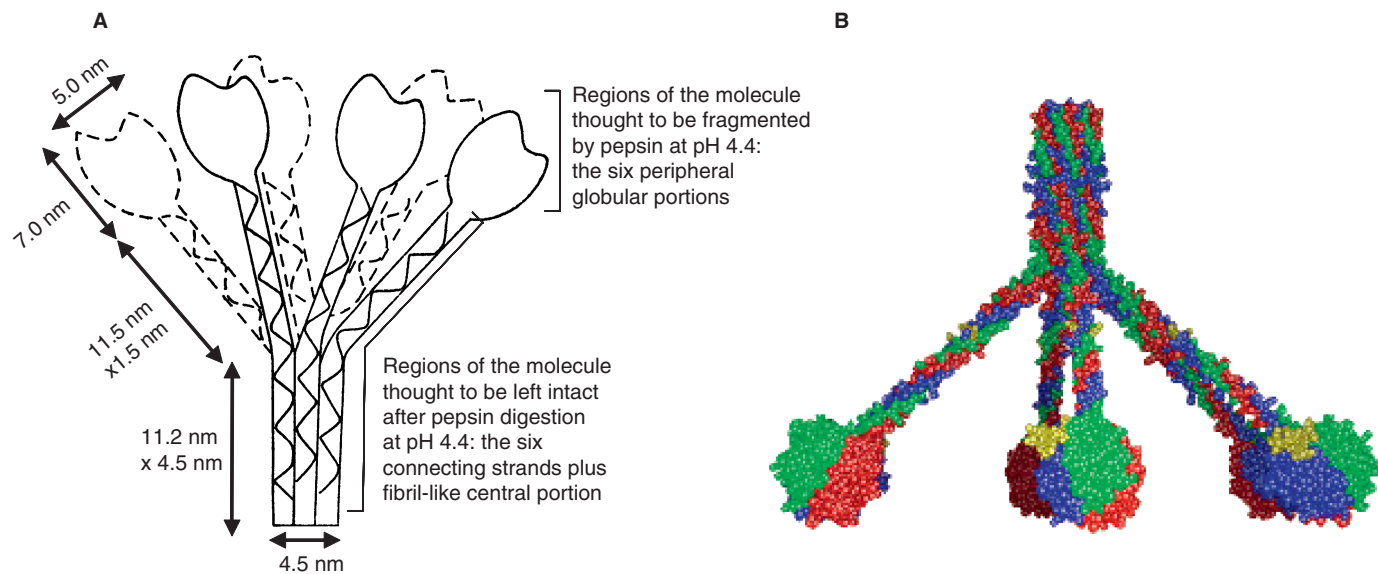 A
B
5.0 nm
7.0 nm
11.5 nm
x1.5 nm
11.2 nm
x 4.5 nm
4.5 nm
Regions of the molecule
thought to be fragmented
by pepsin at pH 4.4:
the six peripheral
globular portions
Regions of the molecule
thought to be left intact
after pepsin digestion
at pH 4.4: the six
connecting strands plus
fibril-like central portion